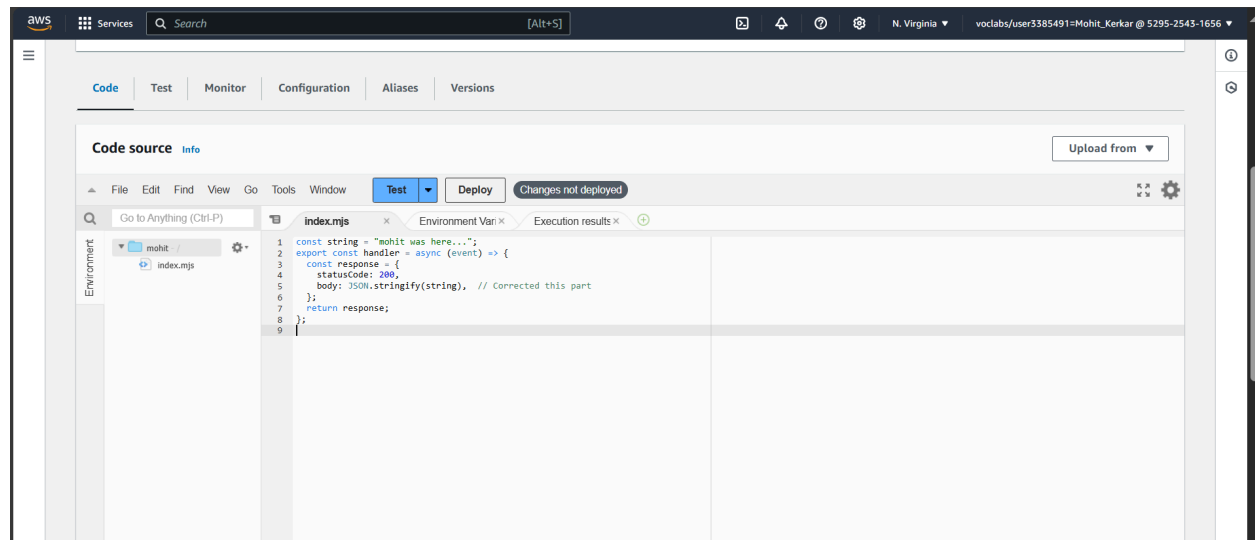 aws Services Search [Alt+S] N. Virginia voclabs/user3385491=Mohit_Kerkar @ 5295-2543-1656
Code Test Monitor Configuration Aliases Versions
Code source Info Upload from
File Edit Find View Go Tools Window Test Deploy Changes not deployed
Go to Anything (Ctrl-P) index.mjs Environment Vari Execution results
Environment
mohit - /
index.mjs
1 const string = "mohit was here...";
2 export const handler = async (event) => {
3 const response = {
4 statusCode: 200,
5 body: JSON.stringify(string), // Corrected this part
6 };
7 return response;
8 };
9